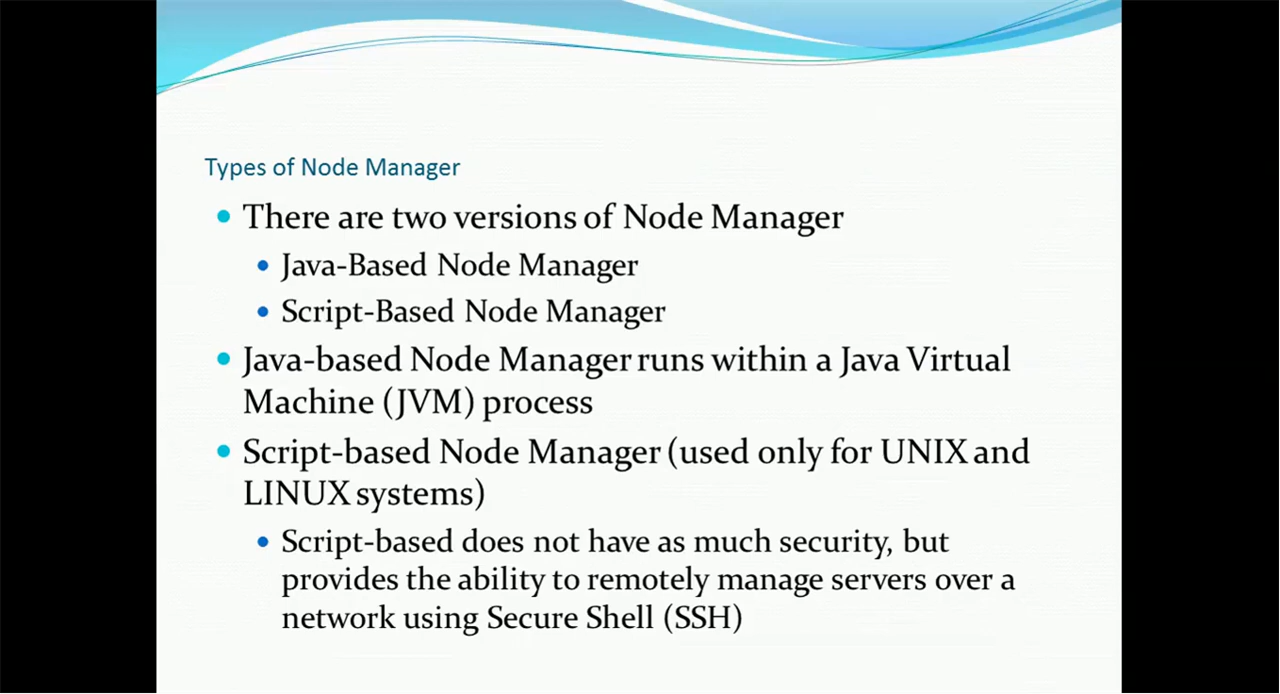 Types of Node Manager
There are two versions of Node Manager
Java-Based Node Manager
Script-Based Node Manager
Java-based Node Manager runs within a Java Virtual
Machine (JVM) process
Script-based Node Manager (used only for UNIX and
LINUX systems)
Script-based does not have as much security, but
provides the ability to remotely manage servers over a
network using Secure Shell (SSH)